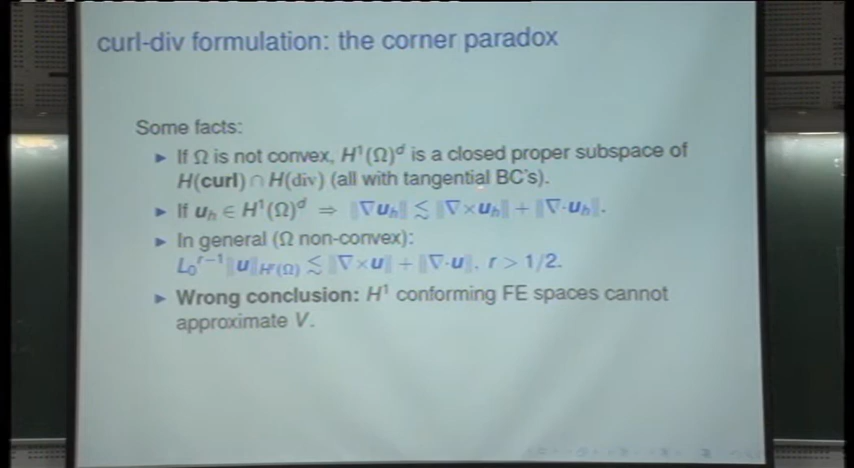 curl-div formulation: the corner paradox
Some facts:
► If Ω is not convex, H¹(Ω)ᵈ is a closed proper subspace of
H(curl) ∩ H(div) (all with tangential BC's).
► If uₕ ∈ H¹(Ω)ᵈ ⇒ ‖∇uₕ‖ ≲ ‖∇×uₕ‖ + ‖∇·uₕ‖.
► In general (Ω non-convex):
L₀ʳ⁻¹‖u‖Hʳ(Ω) ≲ ‖∇×u‖ + ‖∇·u‖, r > 1/2.
► Wrong conclusion: H¹ conforming FE spaces cannot
approximate V.